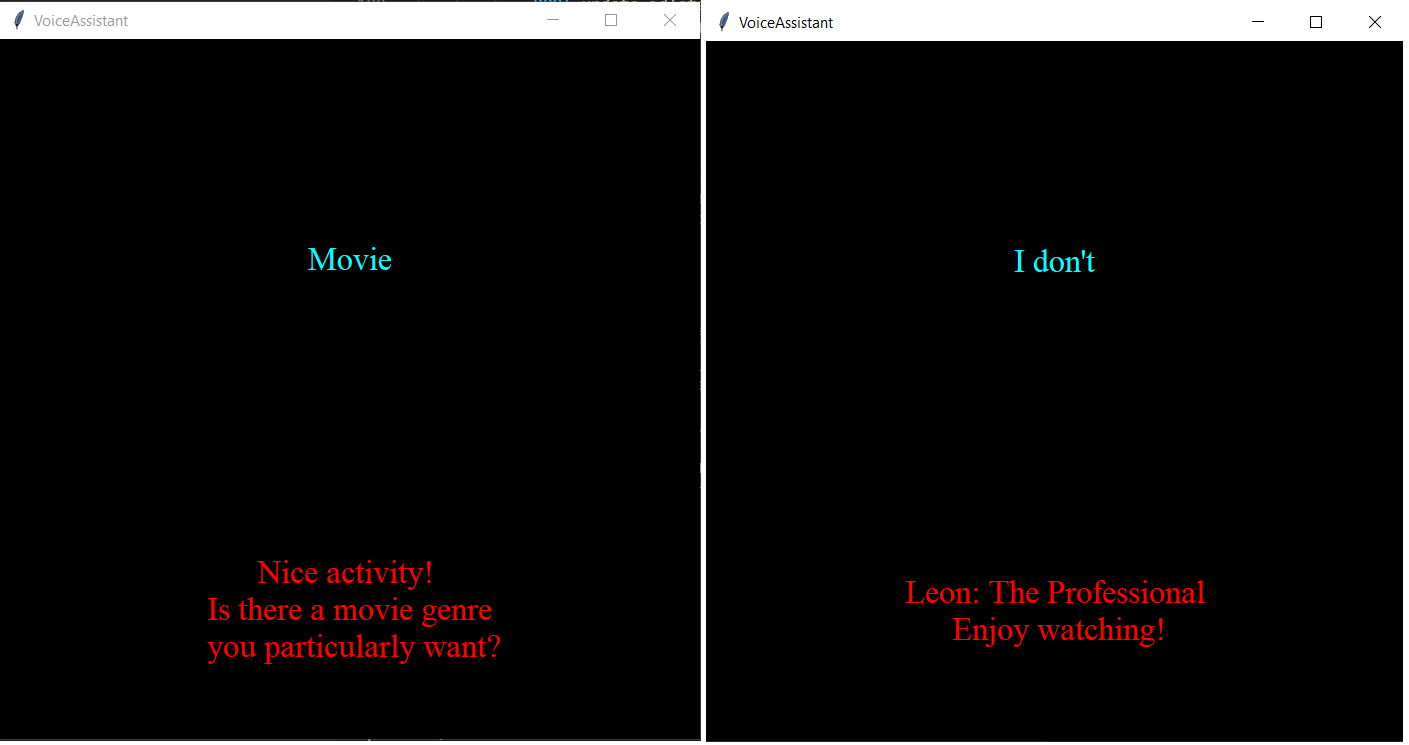 VoiceAssistant
Movie
Nice activity!
Is there a movie genre
you particularly want?
VoiceAssistant
I don't
Leon: The Professional
Enjoy watching!